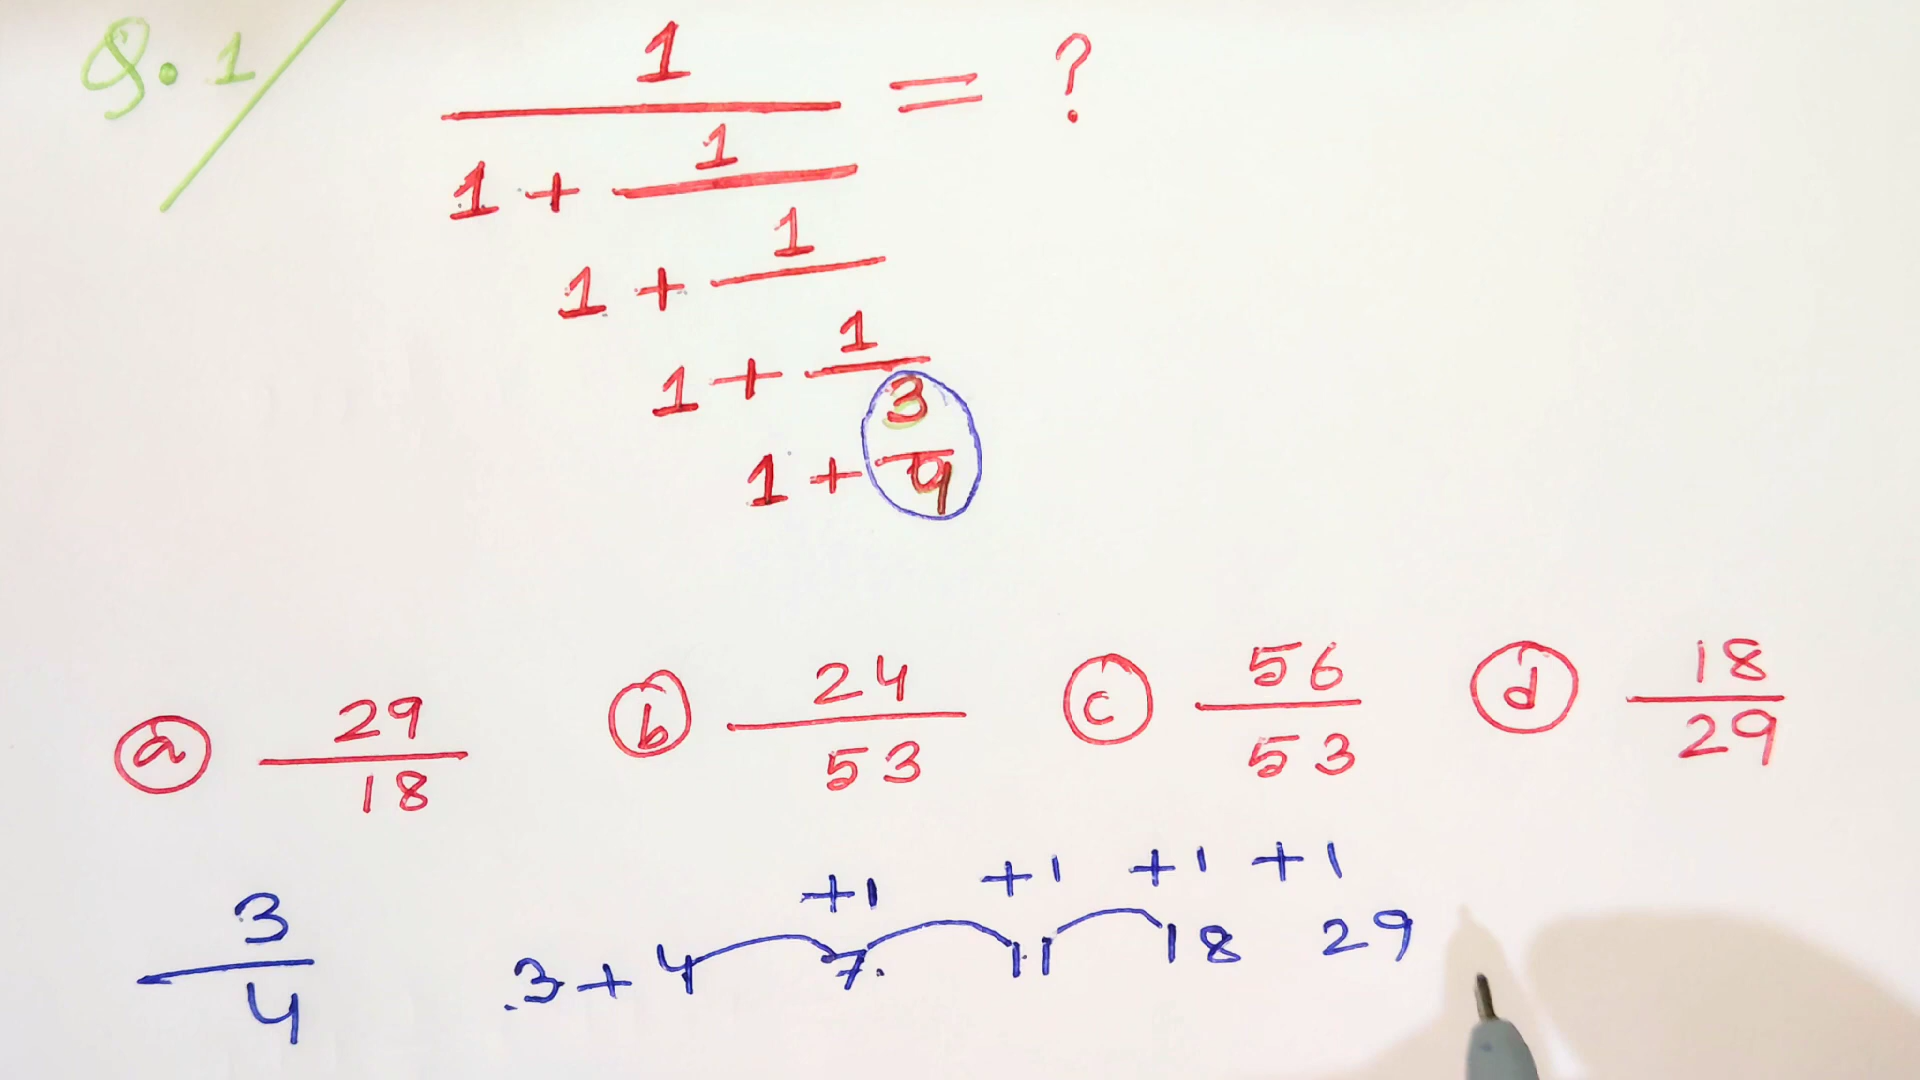 Q. 1
1 = ?
1 + 1
1 + 1
1 + 1
1 + 3
4
a 29 b 24 c 56 d 18
18 53 53 29
+1 +1 +1 +1
3 3 + 4 7 11 18 29
4